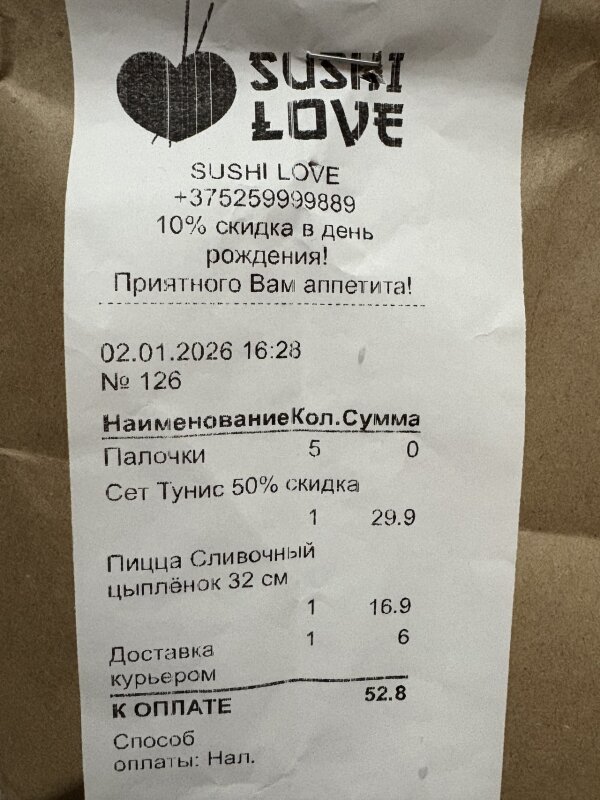 SUSHI
LOVE
SUSHI LOVE
+375259999889
10% скидка в день
рождения!
Приятного Вам аппетита!
02.01.2026 16:28
№ 126
НаименованиеКол.Сумма
Палочки 5 0
Сет Тунис 50% скидка
1 29.9
Пицца Сливочный
цыплёнок 32 см
1 16.9
Доставка 1 6
курьером
К ОПЛАТЕ 52.8
Способ
оплаты: Нал.